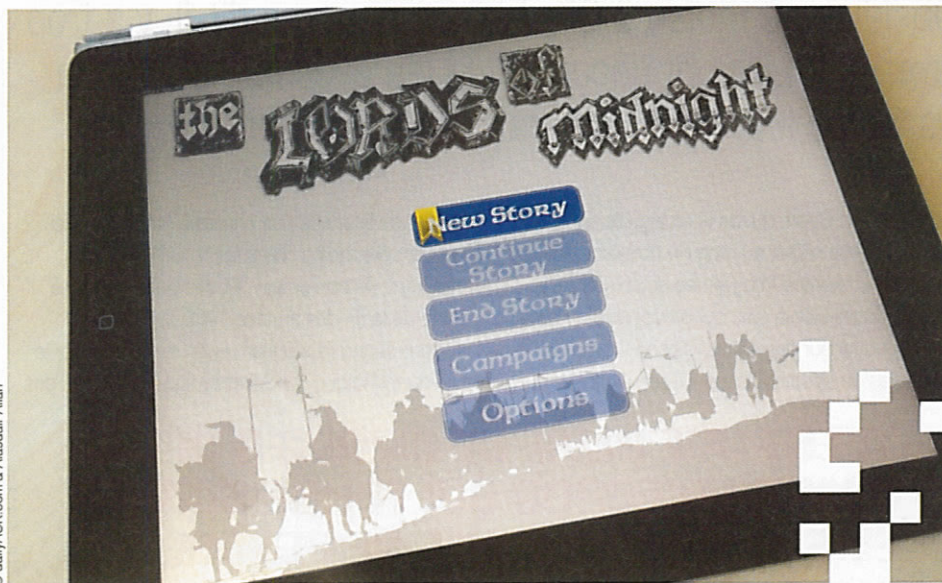 the LORDS of midnight
New Story
Continue
Story
End Story
Campaigns
Options